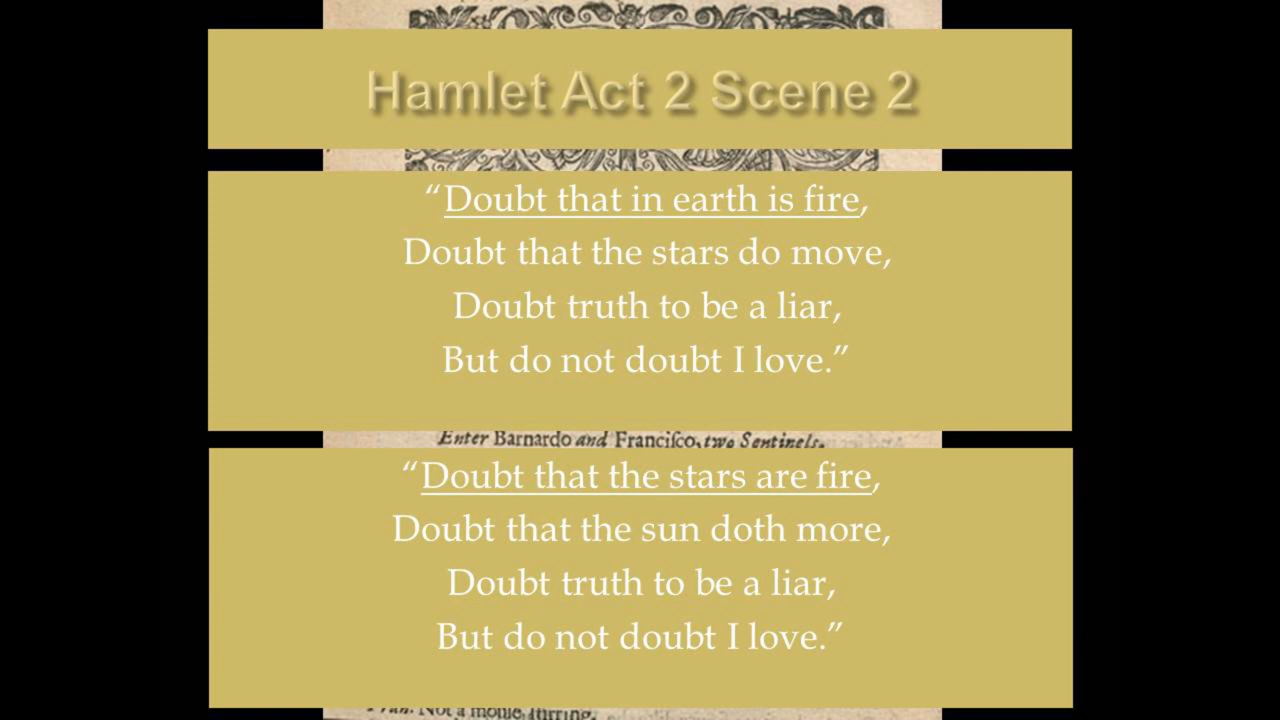 Hamlet Act 2 Scene 2
“Doubt that in earth is fire,
Doubt that the stars do move,
Doubt truth to be a liar,
But do not doubt I love.”
Enter Barnardo and Franciſco, two Sentinels.
“Doubt that the stars are fire,
Doubt that the sun doth more,
Doubt truth to be a liar,
But do not doubt I love.”
Fran. Not a mouſe ſtirring.